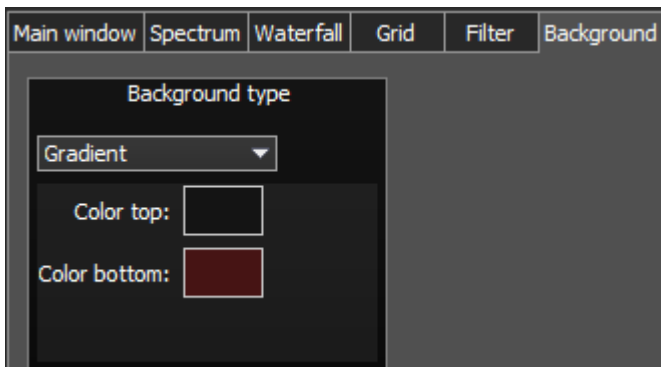 Main window Spectrum Waterfall Grid Filter Background
Background type
Gradient
Color top:
Color bottom: